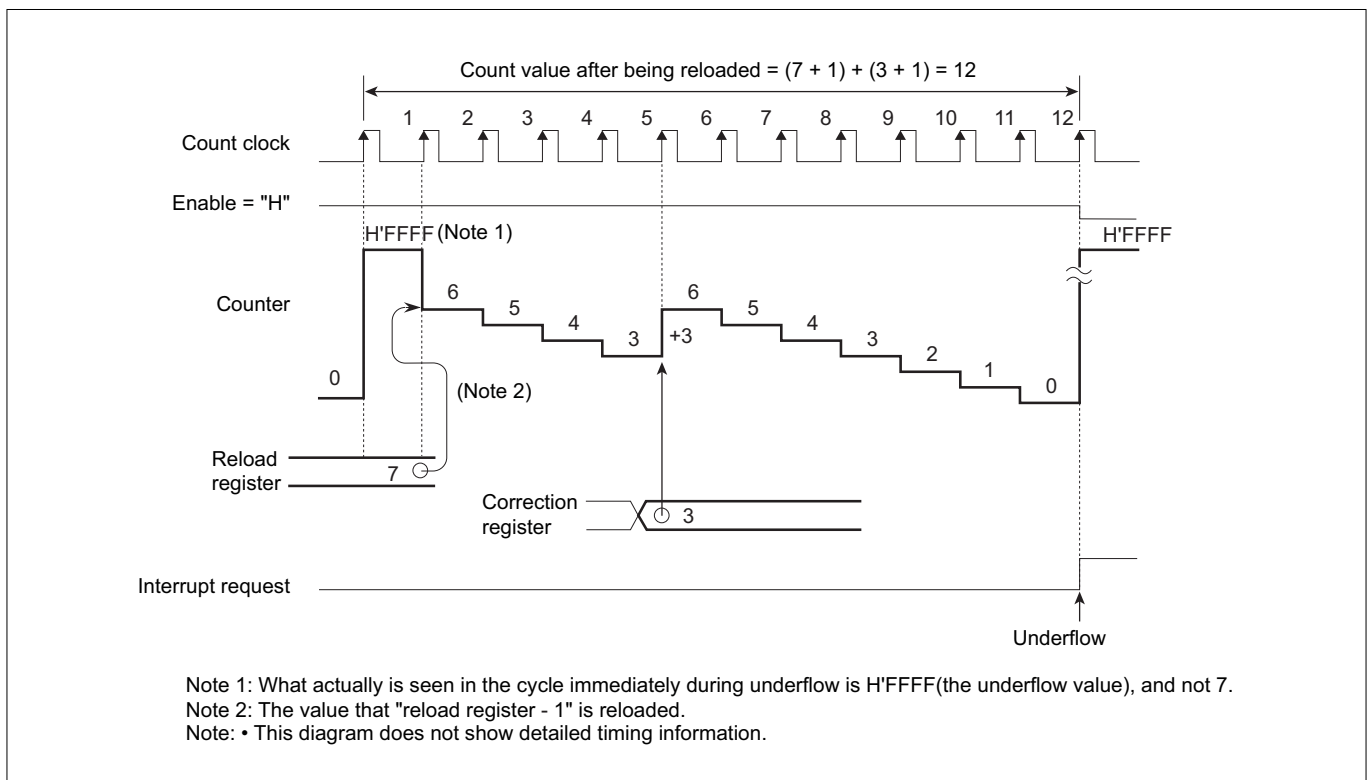 Count value after being reloaded = (7 + 1) + (3 + 1) = 12
1 2 3 4 5 6 7 8 9 10 11 12
Count clock
Enable = "H"
H'FFFF (Note 1)
H'FFFF
Counter
0
6
5
4
3
+3
6
5
4
3
2
1
0
(Note 2)
Reload
register
7
Correction
register
3
Interrupt request
Underflow
Note 1: What actually is seen in the cycle immediately during underflow is H'FFFF(the underflow value), and not 7.
Note 2: The value that "reload register - 1" is reloaded.
Note: • This diagram does not show detailed timing information.